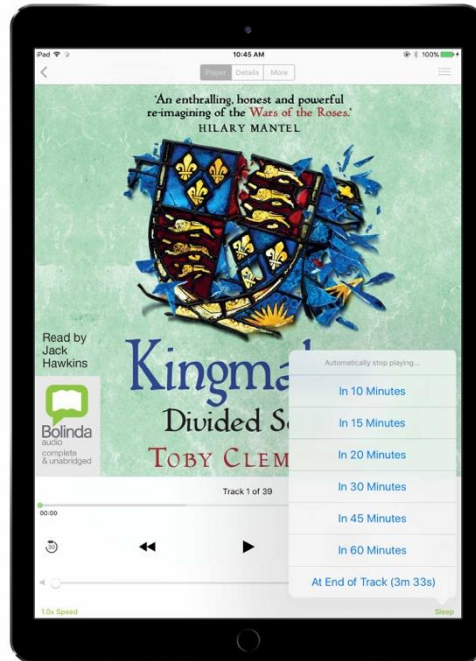 iPad
10:45 AM
100%
Player Details More
'An enthralling, honest and powerful
re-imagining of the Wars of the Roses.'
HILARY MANTEL
Read by
Jack
Hawkins
Bolinda
audio
complete
& unabridged
Kingma
Divided So
TOBY CLEM
Automatically stop playing...
In 10 Minutes
In 15 Minutes
In 20 Minutes
In 30 Minutes
In 45 Minutes
In 60 Minutes
At End of Track (3m 33s)
Track 1 of 39
00:00
30
1.0x Speed
Sleep